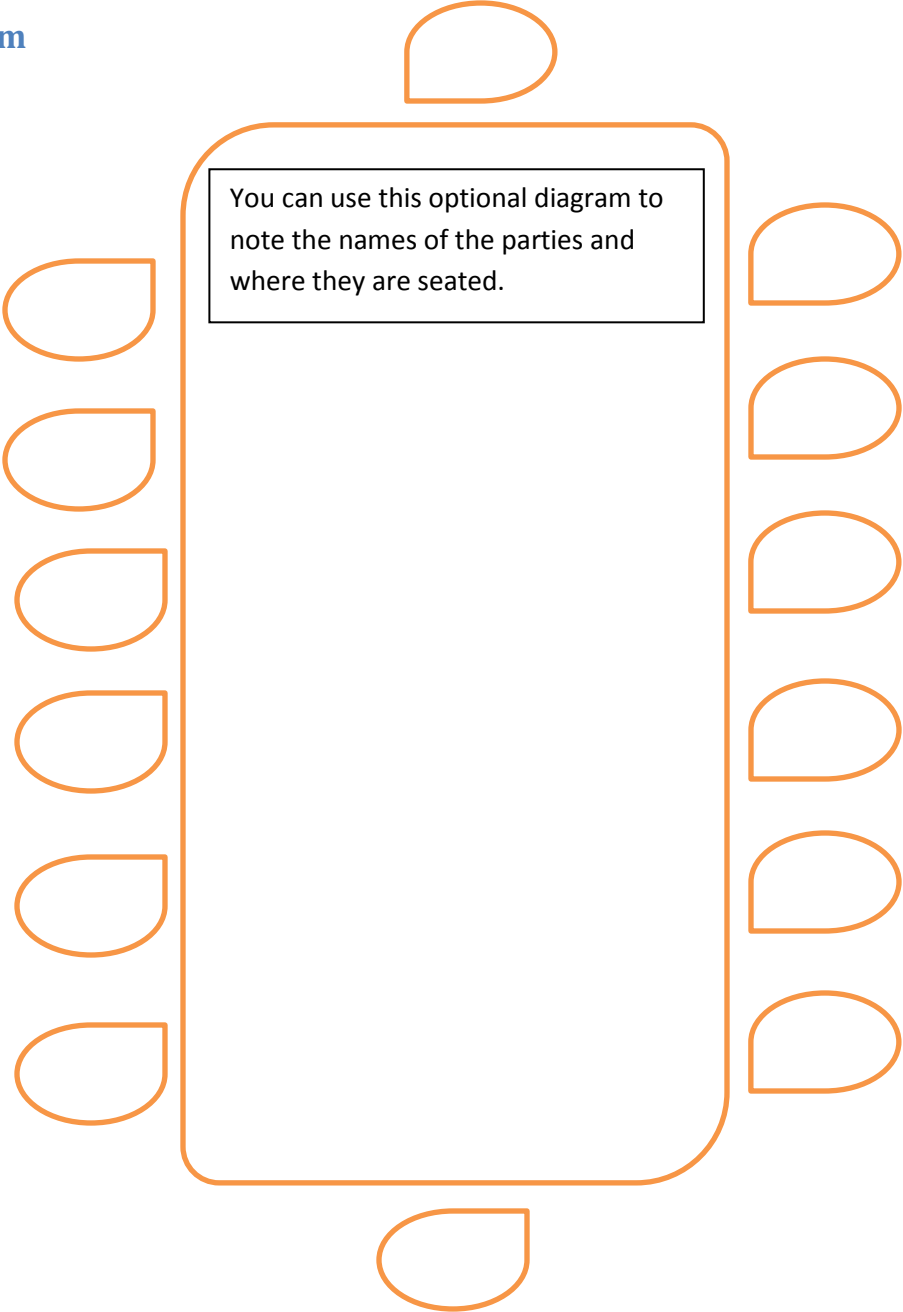 m
You can use this optional diagram to
note the names of the parties and
where they are seated.